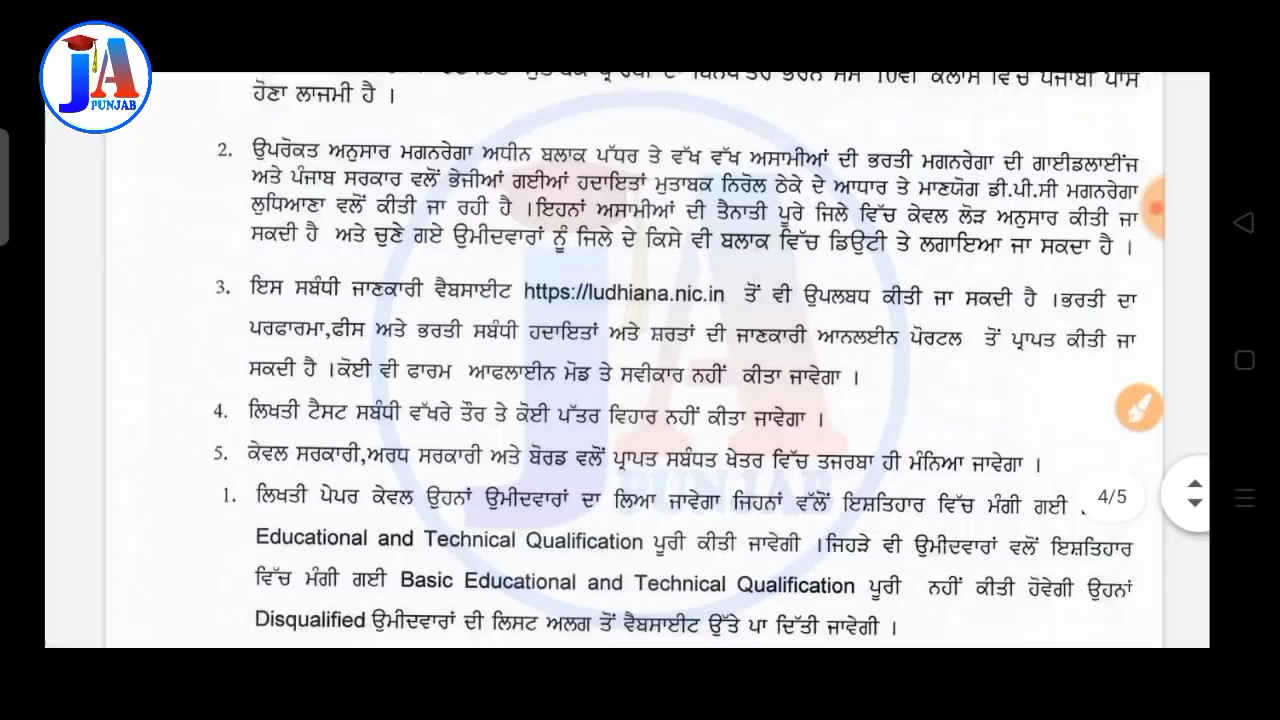 JA
PUNJAB
10ਵੀਂ ਕਲਾਸ ਵਿੱਚ ਪੰਜਾਬੀ ਪਾਸ
ਹੋਣਾ ਲਾਜਮੀ ਹੈ ।
2. ਉਪਰੋਕਤ ਅਨੁਸਾਰ ਮਗਨਰੇਗਾ ਅਧੀਨ ਬਲਾਕ ਪੱਧਰ ਤੇ ਵੱਖ ਵੱਖ ਅਸਾਮੀਆਂ ਦੀ ਭਰਤੀ ਮਗਨਰੇਗਾ ਦੀ ਗਾਈਡਲਾਈਂਜ
ਅਤੇ ਪੰਜਾਬ ਸਰਕਾਰ ਵਲੋਂ ਭੇਜੀਆਂ ਗਈਆਂ ਹਦਾਇਤਾਂ ਮੁਤਾਬਕ ਨਿਰੋਲ ਠੇਕੇ ਦੇ ਆਧਾਰ ਤੇ ਮਾਣਯੋਗ ਡੀ.ਪੀ.ਸੀ ਮਗਨਰੇਗਾ
ਲੁਧਿਆਣਾ ਵਲੋਂ ਕੀਤੀ ਜਾ ਰਹੀ ਹੈ ।ਇਹਨਾਂ ਅਸਾਮੀਆਂ ਦੀ ਤੈਨਾਤੀ ਪੂਰੇ ਜਿਲੇ ਵਿੱਚ ਕੇਵਲ ਲੋੜ ਅਨੁਸਾਰ ਕੀਤੀ ਜਾ
ਸਕਦੀ ਹੈ ਅਤੇ ਚੁਣੇ ਗਏ ਉਮੀਦਵਾਰਾਂ ਨੂੰ ਜਿਲੇ ਦੇ ਕਿਸੇ ਵੀ ਬਲਾਕ ਵਿੱਚ ਡਿਊਟੀ ਤੇ ਲਗਾਇਆ ਜਾ ਸਕਦਾ ਹੈ ।
3. ਇਸ ਸਬੰਧੀ ਜਾਣਕਾਰੀ ਵੈਬਸਾਈਟ https://ludhiana.nic.in ਤੋਂ ਵੀ ਉਪਲਬਧ ਕੀਤੀ ਜਾ ਸਕਦੀ ਹੈ ।ਭਰਤੀ ਦਾ
ਪਰਫਾਰਮਾ,ਫੀਸ ਅਤੇ ਭਰਤੀ ਸਬੰਧੀ ਹਦਾਇਤਾਂ ਅਤੇ ਸ਼ਰਤਾਂ ਦੀ ਜਾਣਕਾਰੀ ਆਨਲਈਨ ਪੋਰਟਲ ਤੋਂ ਪ੍ਰਾਪਤ ਕੀਤੀ ਜਾ
ਸਕਦੀ ਹੈ ।ਕੋਈ ਵੀ ਫਾਰਮ ਆਫਲਾਈਨ ਮੋਡ ਤੇ ਸਵੀਕਾਰ ਨਹੀਂ ਕੀਤਾ ਜਾਵੇਗਾ ।
4. ਲਿਖਤੀ ਟੈਸਟ ਸਬੰਧੀ ਵੱਖਰੇ ਤੌਰ ਤੇ ਕੋਈ ਪੱਤਰ ਵਿਹਾਰ ਨਹੀਂ ਕੀਤਾ ਜਾਵੇਗਾ ।
5. ਕੇਵਲ ਸਰਕਾਰੀ,ਅਰਧ ਸਰਕਾਰੀ ਅਤੇ ਬੋਰਡ ਵਲੋਂ ਪ੍ਰਾਪਤ ਸਬੰਧਤ ਖੇਤਰ ਵਿੱਚ ਤਜਰਬਾ ਹੀ ਮੰਨਿਆ ਜਾਵੇਗਾ ।
1. ਲਿਖਤੀ ਪੇਪਰ ਕੇਵਲ ਉਹਨਾਂ ਉਮੀਦਵਾਰਾਂ ਦਾ ਲਿਆ ਜਾਵੇਗਾ ਜਿਹਨਾਂ ਵੱਲੋਂ ਇਸ਼ਤਿਹਾਰ ਵਿੱਚ ਮੰਗੀ ਗਈ
4/5
Educational and Technical Qualification ਪੂਰੀ ਕੀਤੀ ਜਾਵੇਗੀ ।ਜਿਹੜੇ ਵੀ ਉਮੀਦਵਾਰਾਂ ਵਲੋਂ ਇਸ਼ਤਿਹਾਰ
ਵਿੱਚ ਮੰਗੀ ਗਈ Basic Educational and Technical Qualification ਪੂਰੀ ਨਹੀਂ ਕੀਤੀ ਹੋਵੇਗੀ ਉਹਨਾਂ
Disqualified ਉਮੀਦਵਾਰਾਂ ਦੀ ਲਿਸਟ ਅਲਗ ਤੋਂ ਵੈਬਸਾਈਟ ਉੱਤੇ ਪਾ ਦਿੱਤੀ ਜਾਵੇਗੀ ।